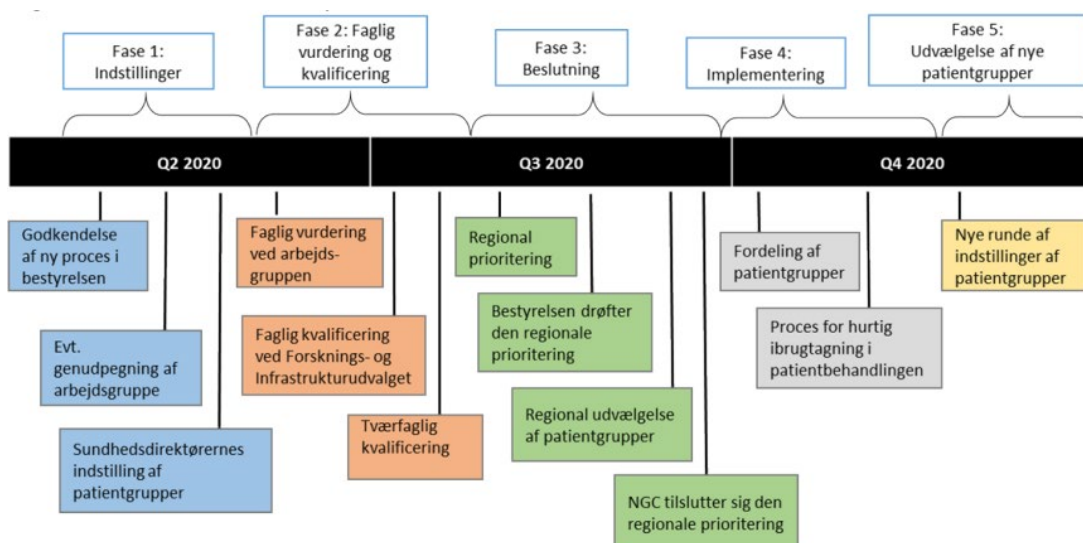 Fase 1:
Indstillinger
Fase 2: Faglig
vurdering og
kvalificering
Fase 3:
Beslutning
Fase 4:
Implementering
Fase 5:
Udvælgelse af nye
patientgrupper
Q2 2020
Q3 2020
Q4 2020
Godkendelse
af ny proces i
bestyrelsen
Evt.
genudpegning af
arbejdsgruppe
Sundhedsdirektørernes
indstilling af
patientgrupper
Faglig vurdering
ved arbejds-
gruppen
Faglig kvalificering
ved Forsknings- og
Infrastrukturudvalget
Tværfaglig
kvalificering
Regional
prioritering
Bestyrelsen drøfter
den regionale
prioritering
Regional udvælgelse
af patientgrupper
NGC tilslutter sig den
regionale prioritering
Fordeling af
patientgrupper
Proces for hurtig
ibrugtagning i
patientbehandlingen
Nye runde af
indstillinger af
patientgrupper